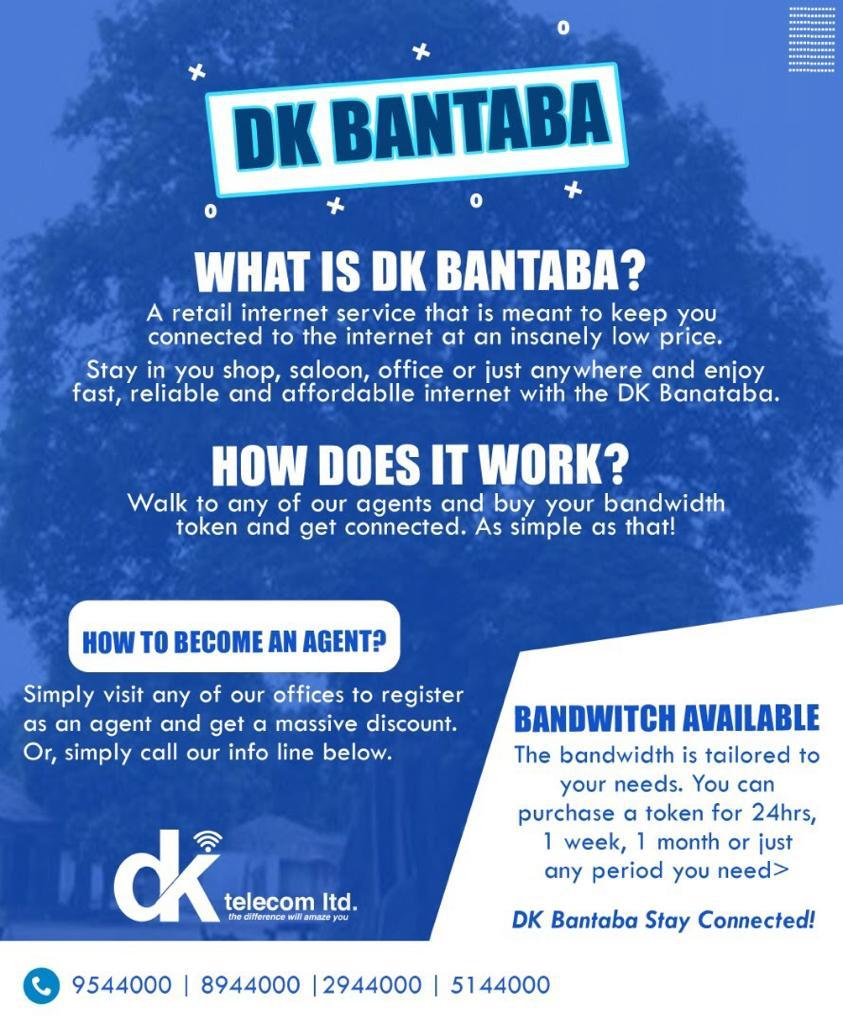 DK BANTABA
WHAT IS DK BANTABA?
A retail internet service that is meant to keep you
connected to the internet at an insanely low price.
Stay in you shop, saloon, office or just anywhere and enjoy
fast, reliable and affordablle internet with the DK Banataba.
HOW DOES IT WORK?
Walk to any of our agents and buy your bandwidth
token and get connected. As simple as that!
HOW TO BECOME AN AGENT?
Simply visit any of our offices to register
as an agent and get a massive discount.
Or, simply call our info line below.
BANDWITCH AVAILABLE
The bandwidth is tailored to
your needs. You can
purchase a token for 24hrs,
1 week, 1 month or just
any period you need>
DK Bantaba Stay Connected!
dk telecom ltd.
the difference will amaze you
9544000 | 8944000 |2944000 | 5144000